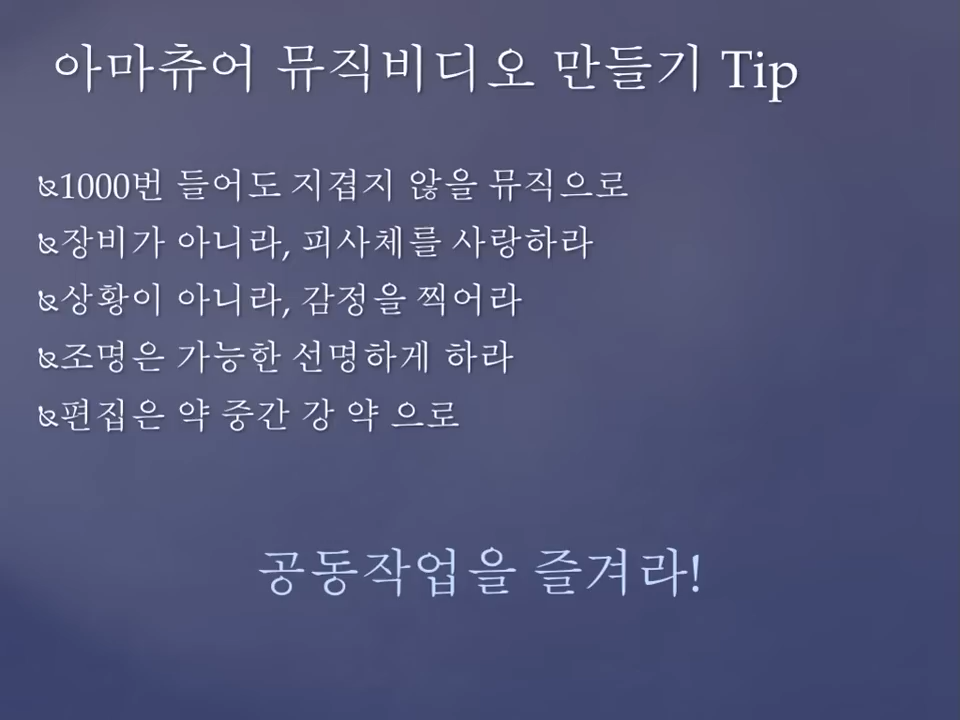 아마츄어 뮤직비디오 만들기 Tip
1000번 들어도 지겹지 않을 뮤직으로
장비가 아니라, 피사체를 사랑하라
상황이 아니라, 감정을 찍어라
조명은 가능한 선명하게 하라
편집은 약 중간 강 약 으로
공동작업을 즐겨라!